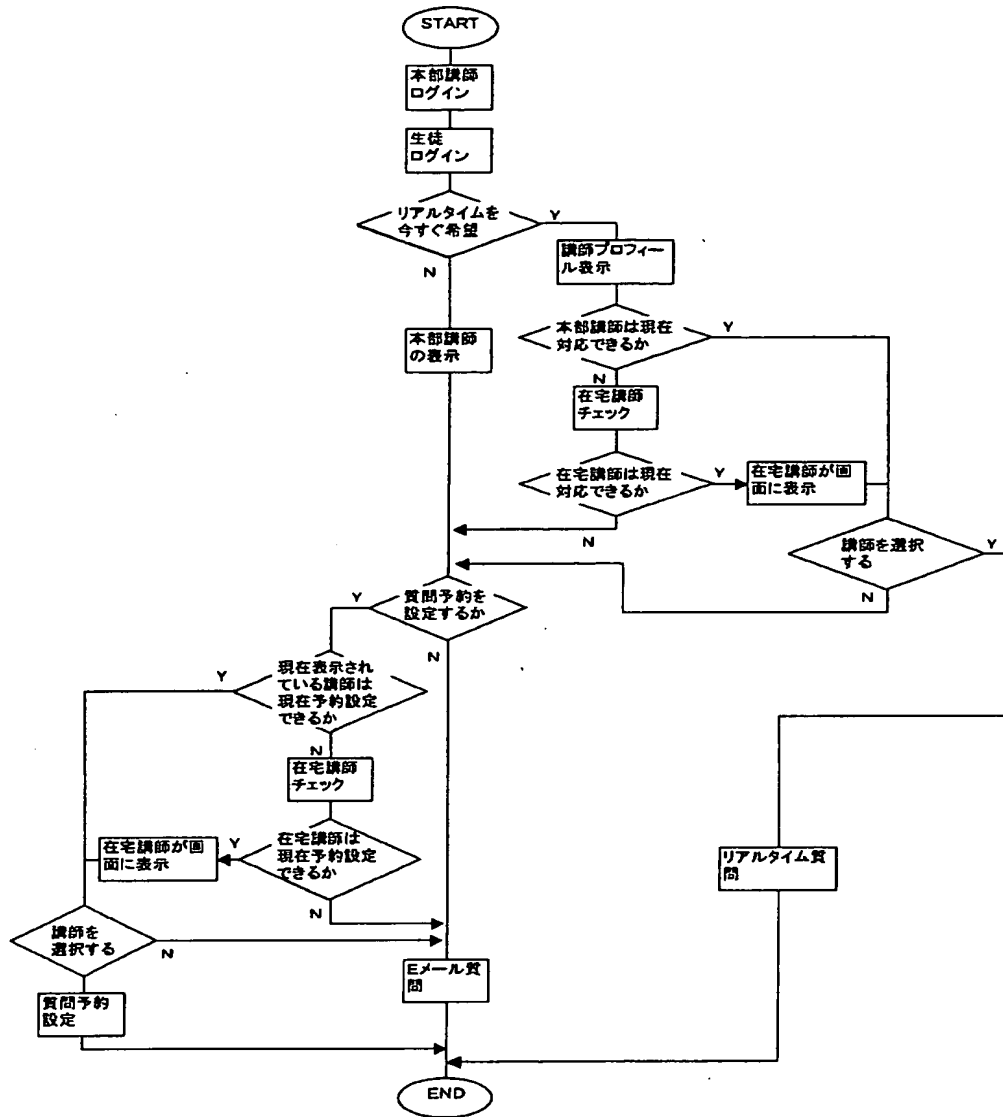 START
本部講師
ログイン
生徒
ログイン
リアルタイムを
今すぐ希望
Y
N
講師プロフィー
ル表示
本部講師
の表示
本部講師は現在
対応できるか
Y
N
在宅講師
チェック
在宅講師は現在
対応できるか
Y
N
在宅講師が画
面に表示
講師を選択
する
Y
N
質問予約を
設定するか
Y
N
現在表示され
ている講師は
現在予約設定
できるか
Y
N
在宅講師
チェック
在宅講師は
現在予約設定
できるか
Y
N
在宅講師が画
面に表示
リアルタイム質
問
講師を
選択する
N
Eメール質
問
質問予約
設定
END